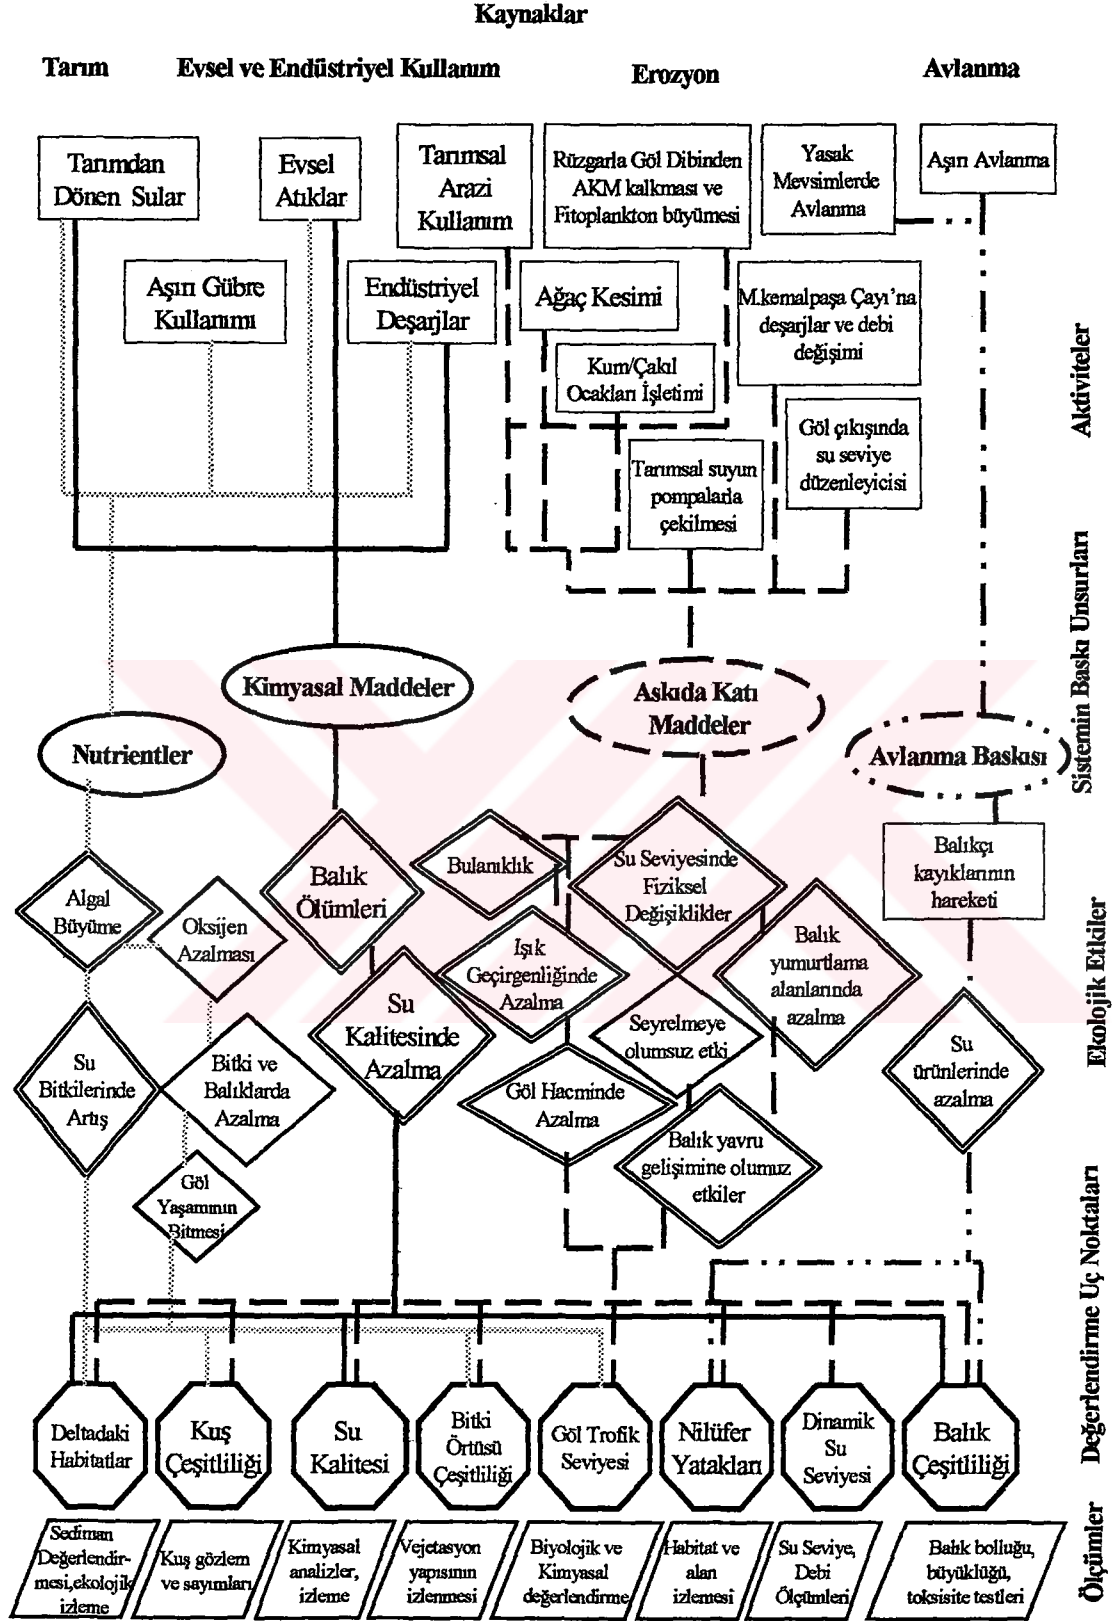 Kaynaklar
Tarım
Evsel ve Endüstriyel Kullanım
Erozyon
Avlanma
Tarımdan
Dönen Sular
Evsel
Atıklar
Tarımsal
Arazi
Kullanım
Rüzgarla Göl Dibinden
AKM kalkması ve
Fitoplankton büyümesi
Yasak
Mevsimlerde
Avlanma
Aşırı Avlanma
Aşırı Gübre
Kullanımı
Endüstriyel
Deşarjlar
Ağaç Kesimi
M.kemalpaşa Çayı'na
deşarjlar ve debi
değişimi
Kum/Çakıl
Ocakları İşletimi
Göl çıkışında
su seviye
düzenleyicisi
Tarımsal suyun
pompalarla
çekilmesi
Aktiviteler
Kimyasal Maddeler
Askıda Katı
Maddeler
Nutrientler
Avlanma Baskısı
Sistemin Baskı Unsurları
Balık
Ölümleri
Bulanıklık
Su Seviyesinde
Fiziksel
Değişiklikler
Balıkçı
kayıklarının
hareketi
Algal
Büyüme
Oksijen
Azalması
Işık
Geçirgenliğinde
Azalma
Balık
yumurtlama
alanlarında
azalma
Su
Kalitesinde
Azalma
Seyrelmeye
olumsuz etki
Su
Bitkilerinde
Artış
Bitki ve
Balıklarda
Azalma
Göl Hacminde
Azalma
Su
ürünlerinde
azalma
Balık yavru
gelişimine olumuz
etkiler
Göl
Yaşamının
Bitmesi
Ekolojik Etkiler
Deltadaki
Habitatlar
Kuş
Çeşitliliği
Su
Kalitesi
Bitki
Örtüsü
Çeşitliliği
Göl Trofik
Seviyesi
Nilüfer
Yatakları
Dinamik
Su
Seviyesi
Balık
Çeşitliliği
Değerlendirme Uç Noktaları
Sediman
Değerlendir-
mesi,ekolojik
izleme
Kuş gözlem
ve sayımları
Kimyasal
analizler,
izleme
Vejetasyon
yapısının
izlenmesi
Biyolojik ve
Kimyasal
değerlendirme
Habitat ve
alan
izlemesi
Su Seviye,
Debi
Ölçümleri
Balık bolluğu,
büyüklüğü,
toksisite testleri
Ölçümler